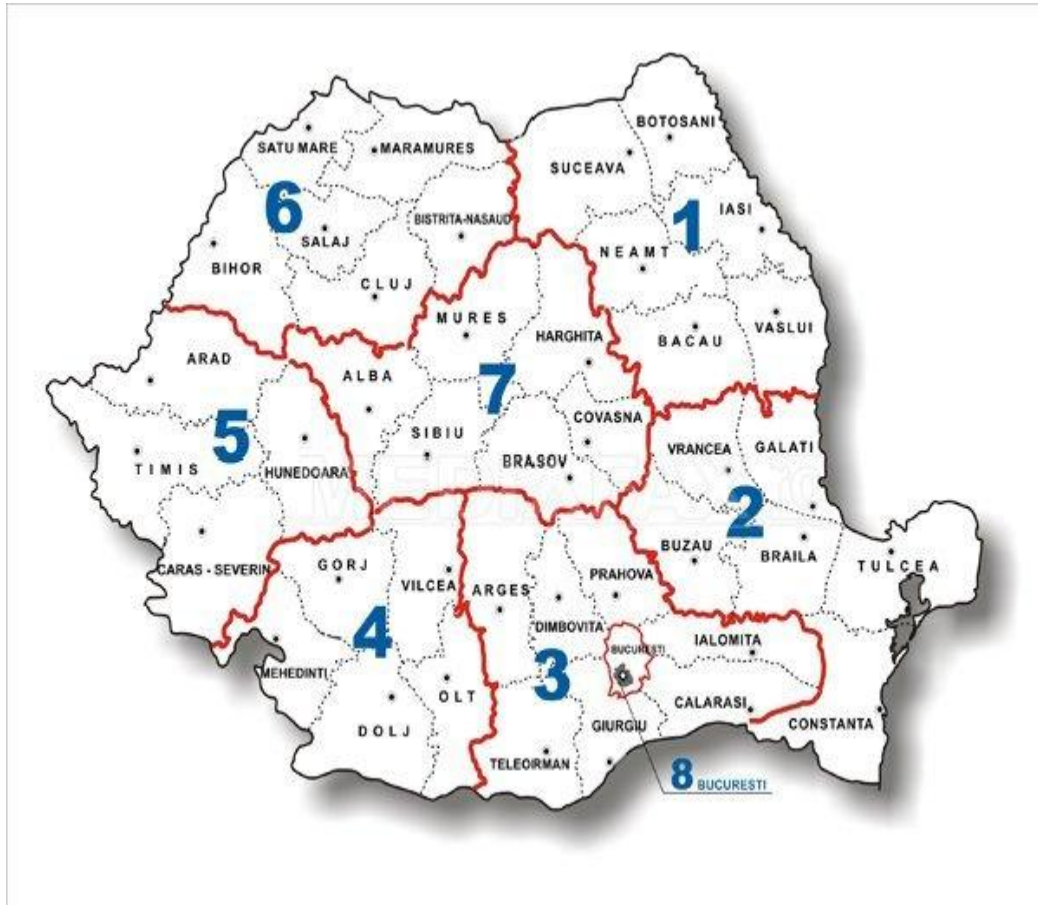 BOTOSANI
SATU MARE
MARAMURES
SUCEAVA
6
1
IASI
BISTRITA-NASAUD
SALAJ
NEAMT
BIHOR
CLUJ
MURES
VASLUI
HARGHITA
BACAU
ARAD
ALBA
7
COVASNA
5
SIBIU
VRANCEA
GALATI
BRASOV
TIMIS
HUNEDOARA
2
BUZAU
BRAILA
TULCEA
CARAS - SEVERIN
GORJ
VILCEA
ARGES
PRAHOVA
4
DIMBOVITA
IALOMITA
BUCURESTI
MEHEDINTI
3
OLT
CALARASI
DOLJ
GIURGIU
CONSTANTA
TELEOIRMAN
8 BUCURESTI